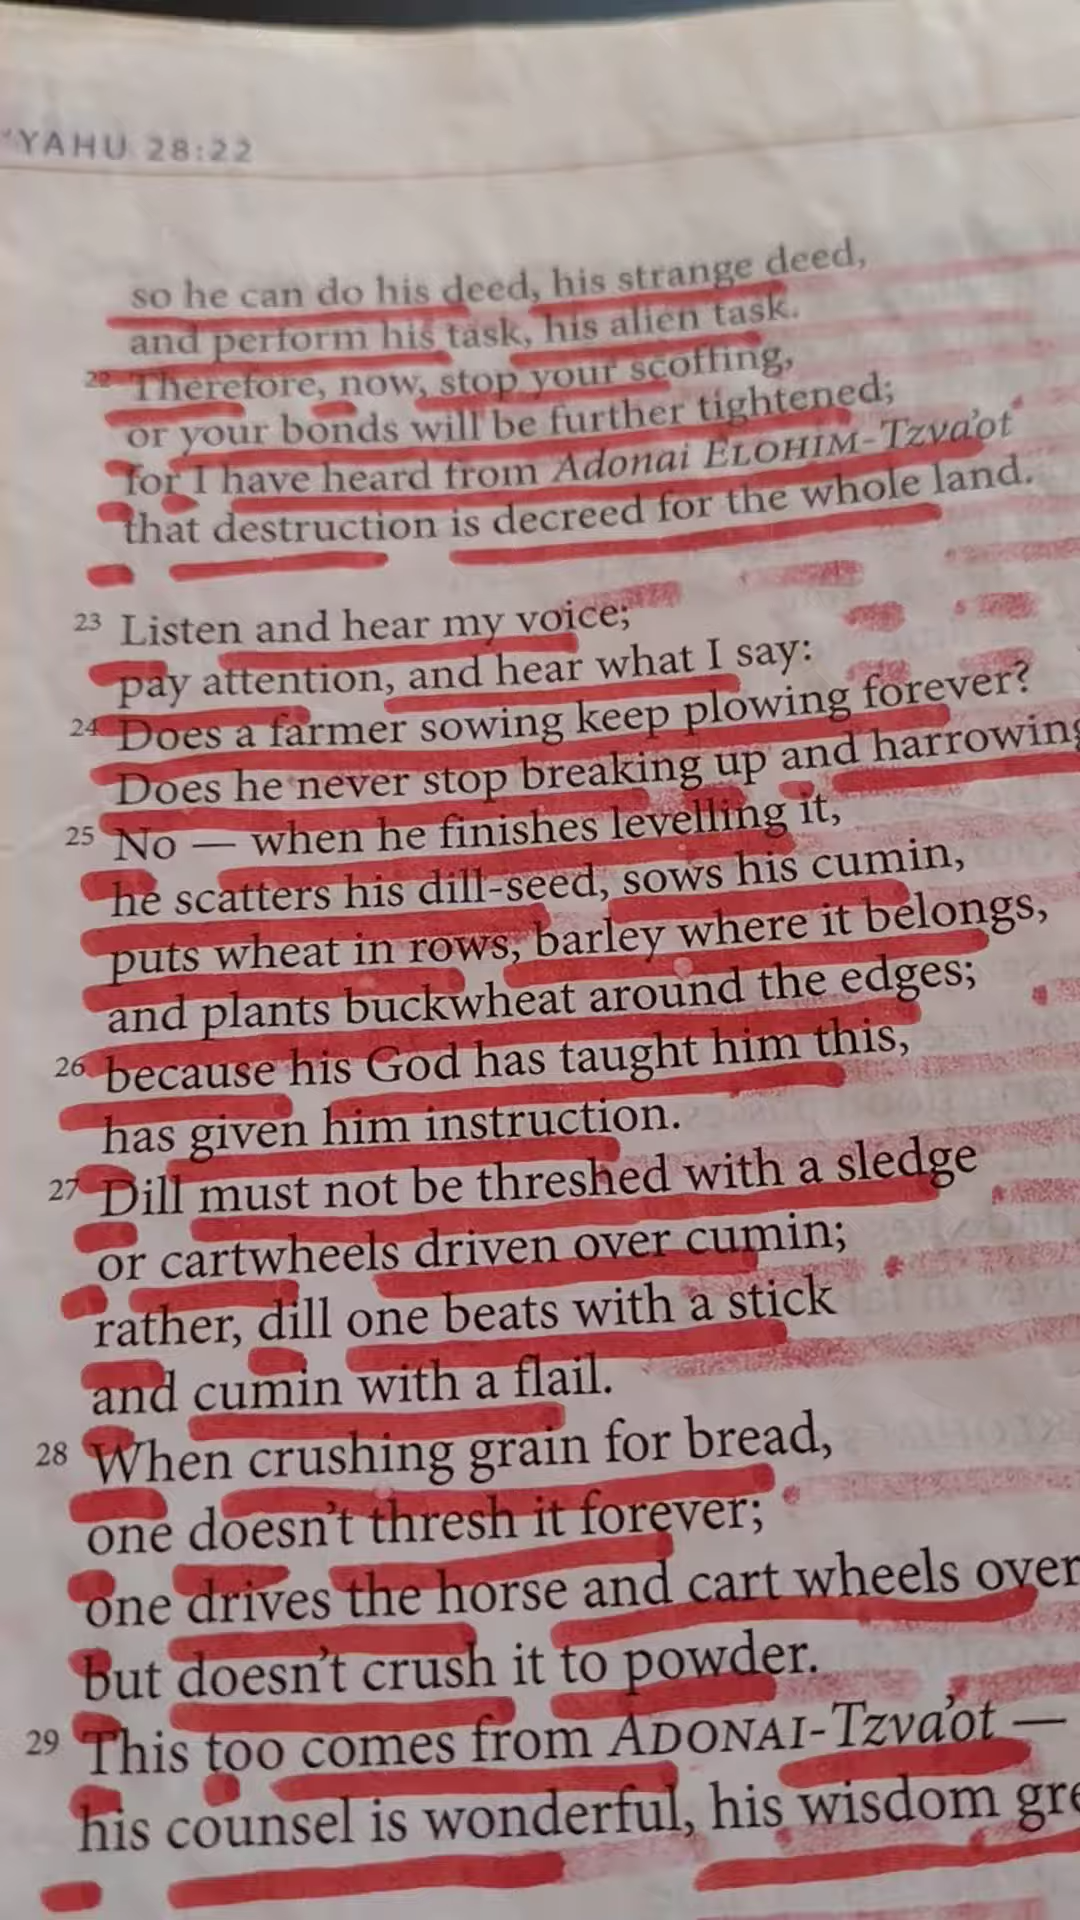 YAHU 28:22
so he can do his deed, his strange deed,
and perform his task, his alien task.
22 Therefore, now, stop your scoffing,
or your bonds will be further tightened;
for I have heard from Adonai ELOHIM-Tzva'ot
that destruction is decreed for the whole land.
23 Listen and hear my voice;
pay attention, and hear what I say:
24 Does a farmer sowing keep plowing forever?
Does he never stop breaking up and harrowing
25 No — when he finishes levelling it,
he scatters his dill-seed, sows his cumin,
puts wheat in rows, barley where it belongs,
and plants buckwheat around the edges;
26 because his God has taught him this,
has given him instruction.
27 Dill must not be threshed with a sledge
or cartwheels driven over cumin;
rather, dill one beats with a stick
and cumin with a flail.
28 When crushing grain for bread,
one doesn't thresh it forever;
one drives the horse and cart wheels over
but doesn't crush it to powder.
29 This too comes from ADONAI-Tzva'ot —
his counsel is wonderful, his wisdom